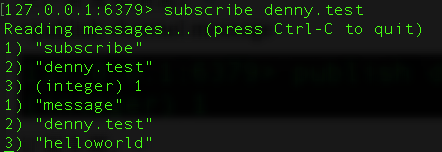 [127.0.0.1:6379> subscribe denny.test
Reading messages... (press Ctrl-C to quit)
1) "subscribe"
2) "denny.test"
3) (integer) 1
1) "message"
2) "denny.test"
3) "helloworld"